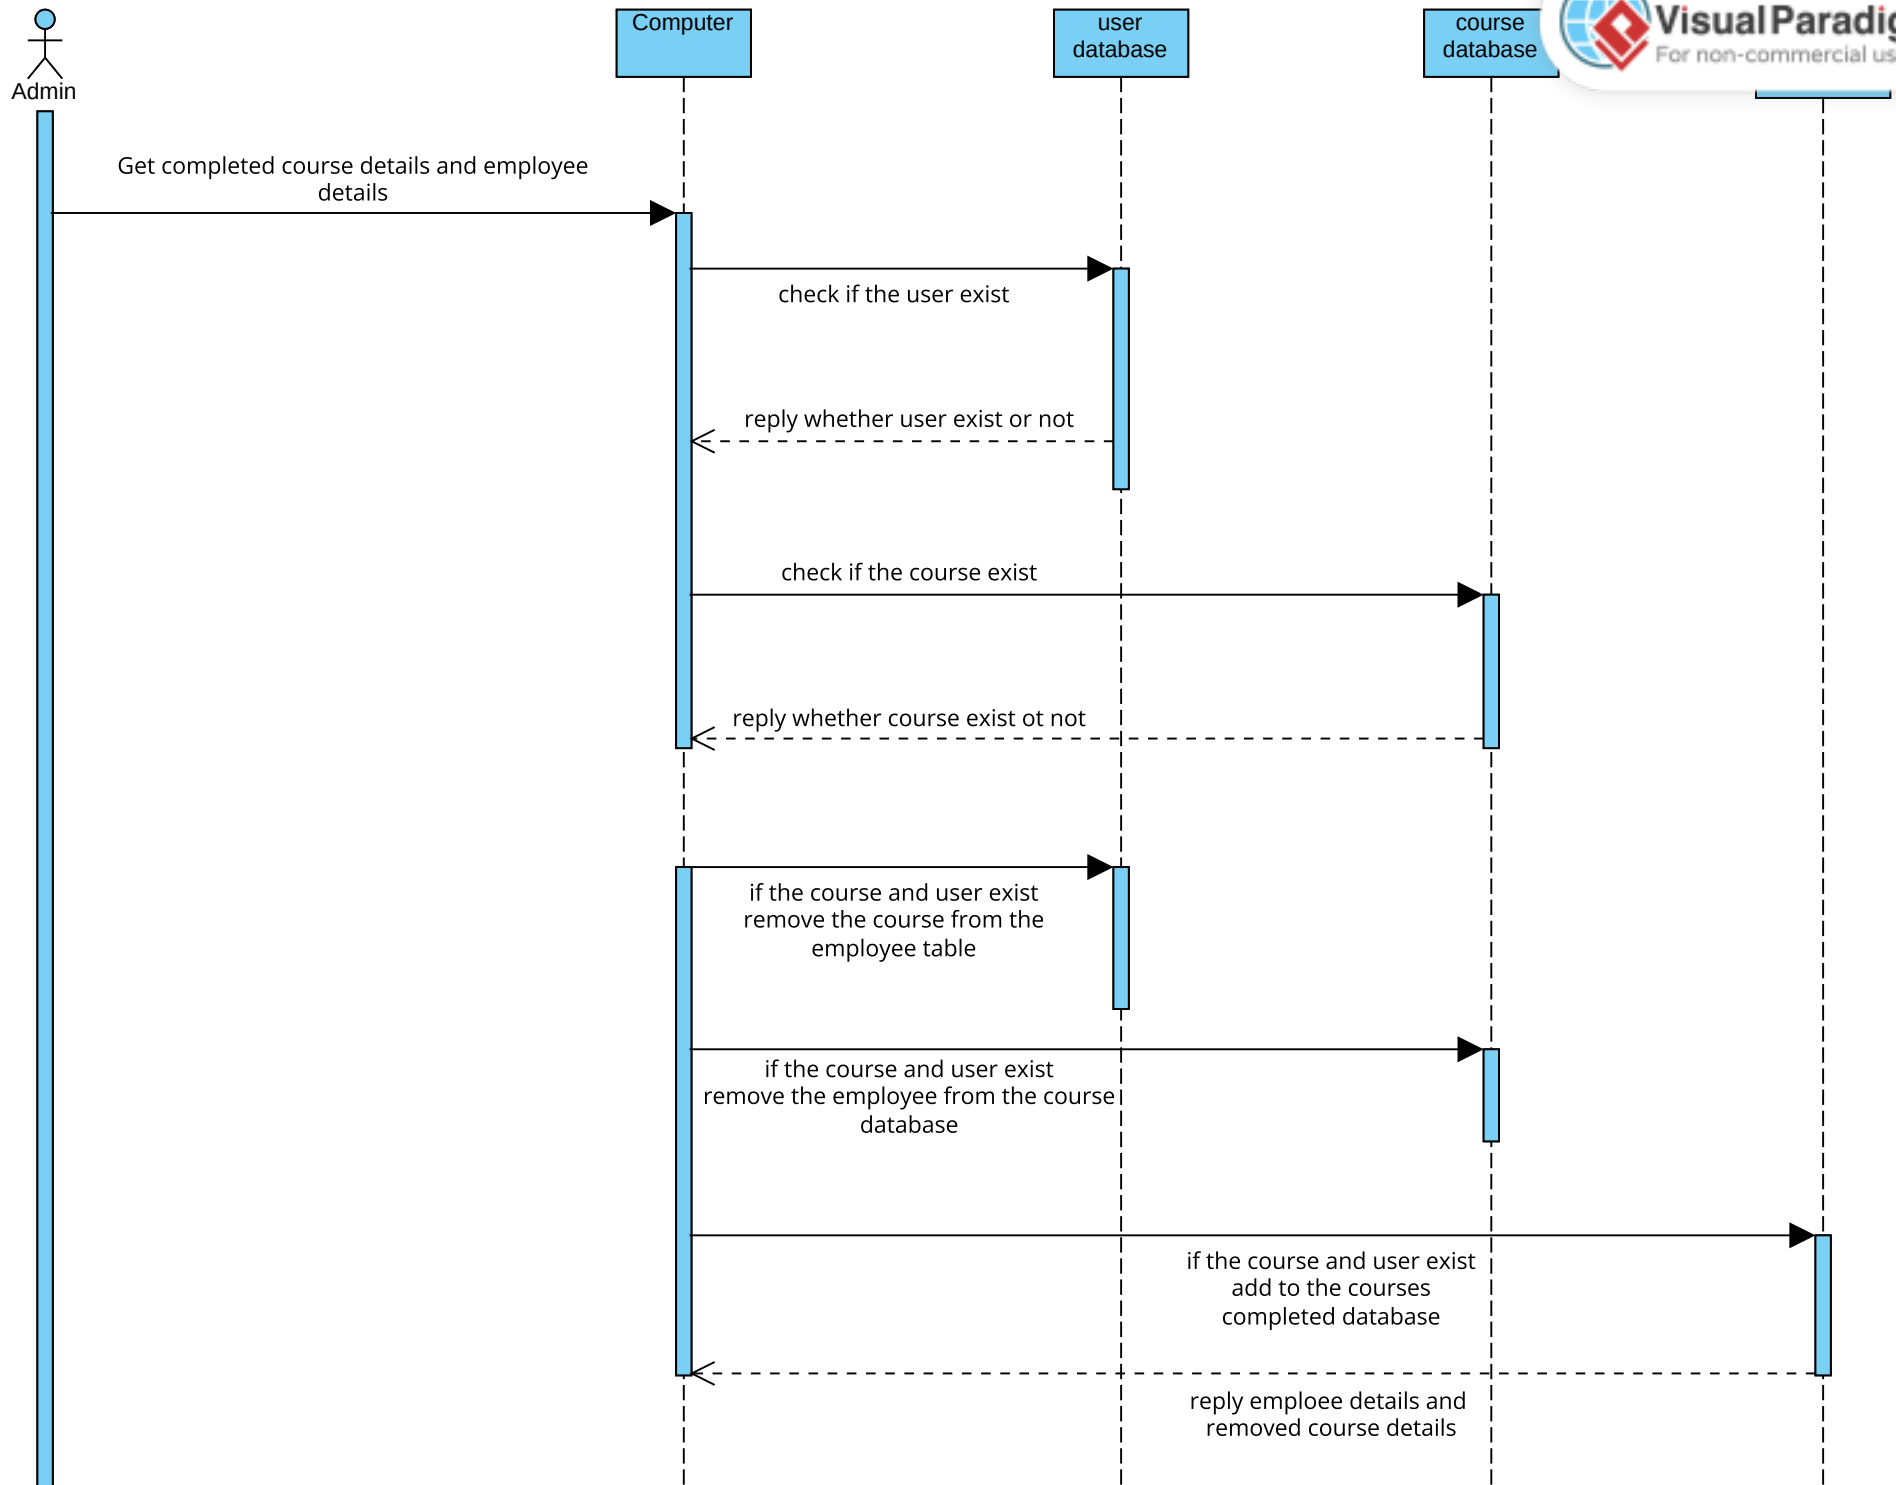 Computer
user
database
course
database
Visual Paradig
For non-commercial us
Admin
Get completed course details and employee
details
check if the user exist
reply whether user exist or not
check if the course exist
reply whether course exist ot not
if the course and user exist
remove the course from the
employee table
if the course and user exist
remove the employee from the course
database
if the course and user exist
add to the courses
completed database
reply emploee details and
removed course details